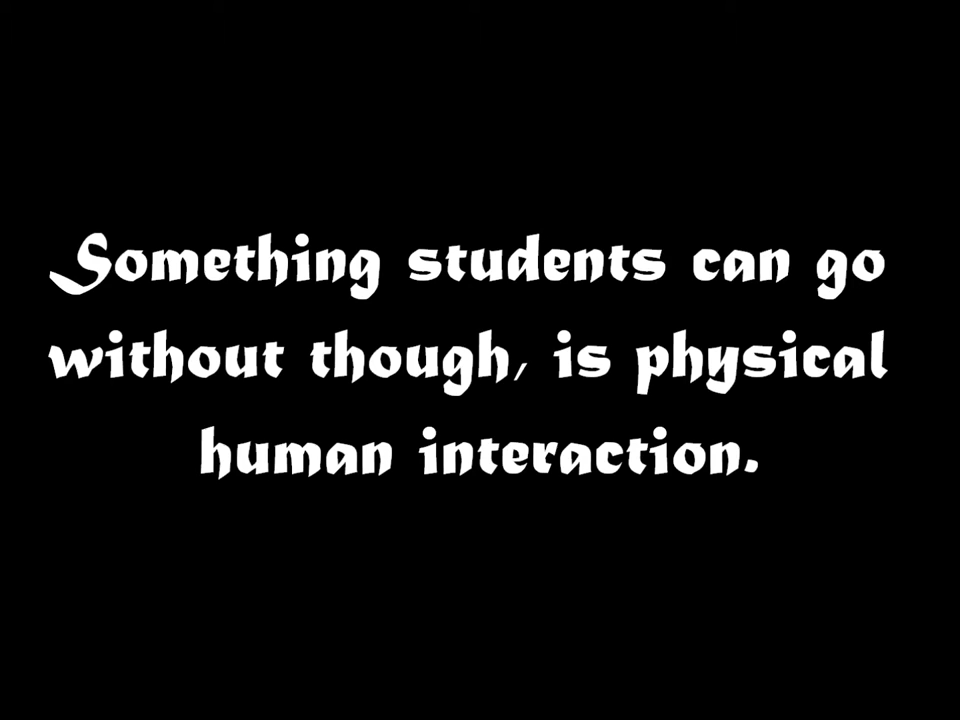 Something students can go
without though, is physical
human interaction.